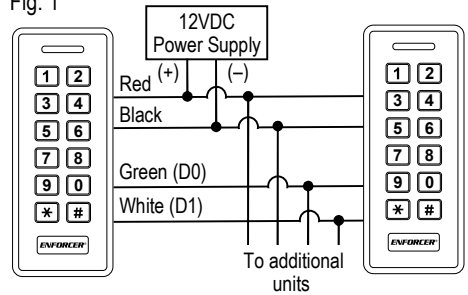 Fig. 1
12VDC
Power Supply
(+) (–)
Red
Black
Green (D0)
White (D1)
To additional
units
1 2
3 4
5 6
7 8
9 0
* #
ENFORCER®
1 2
3 4
5 6
7 8
9 0
* #
ENFORCER®